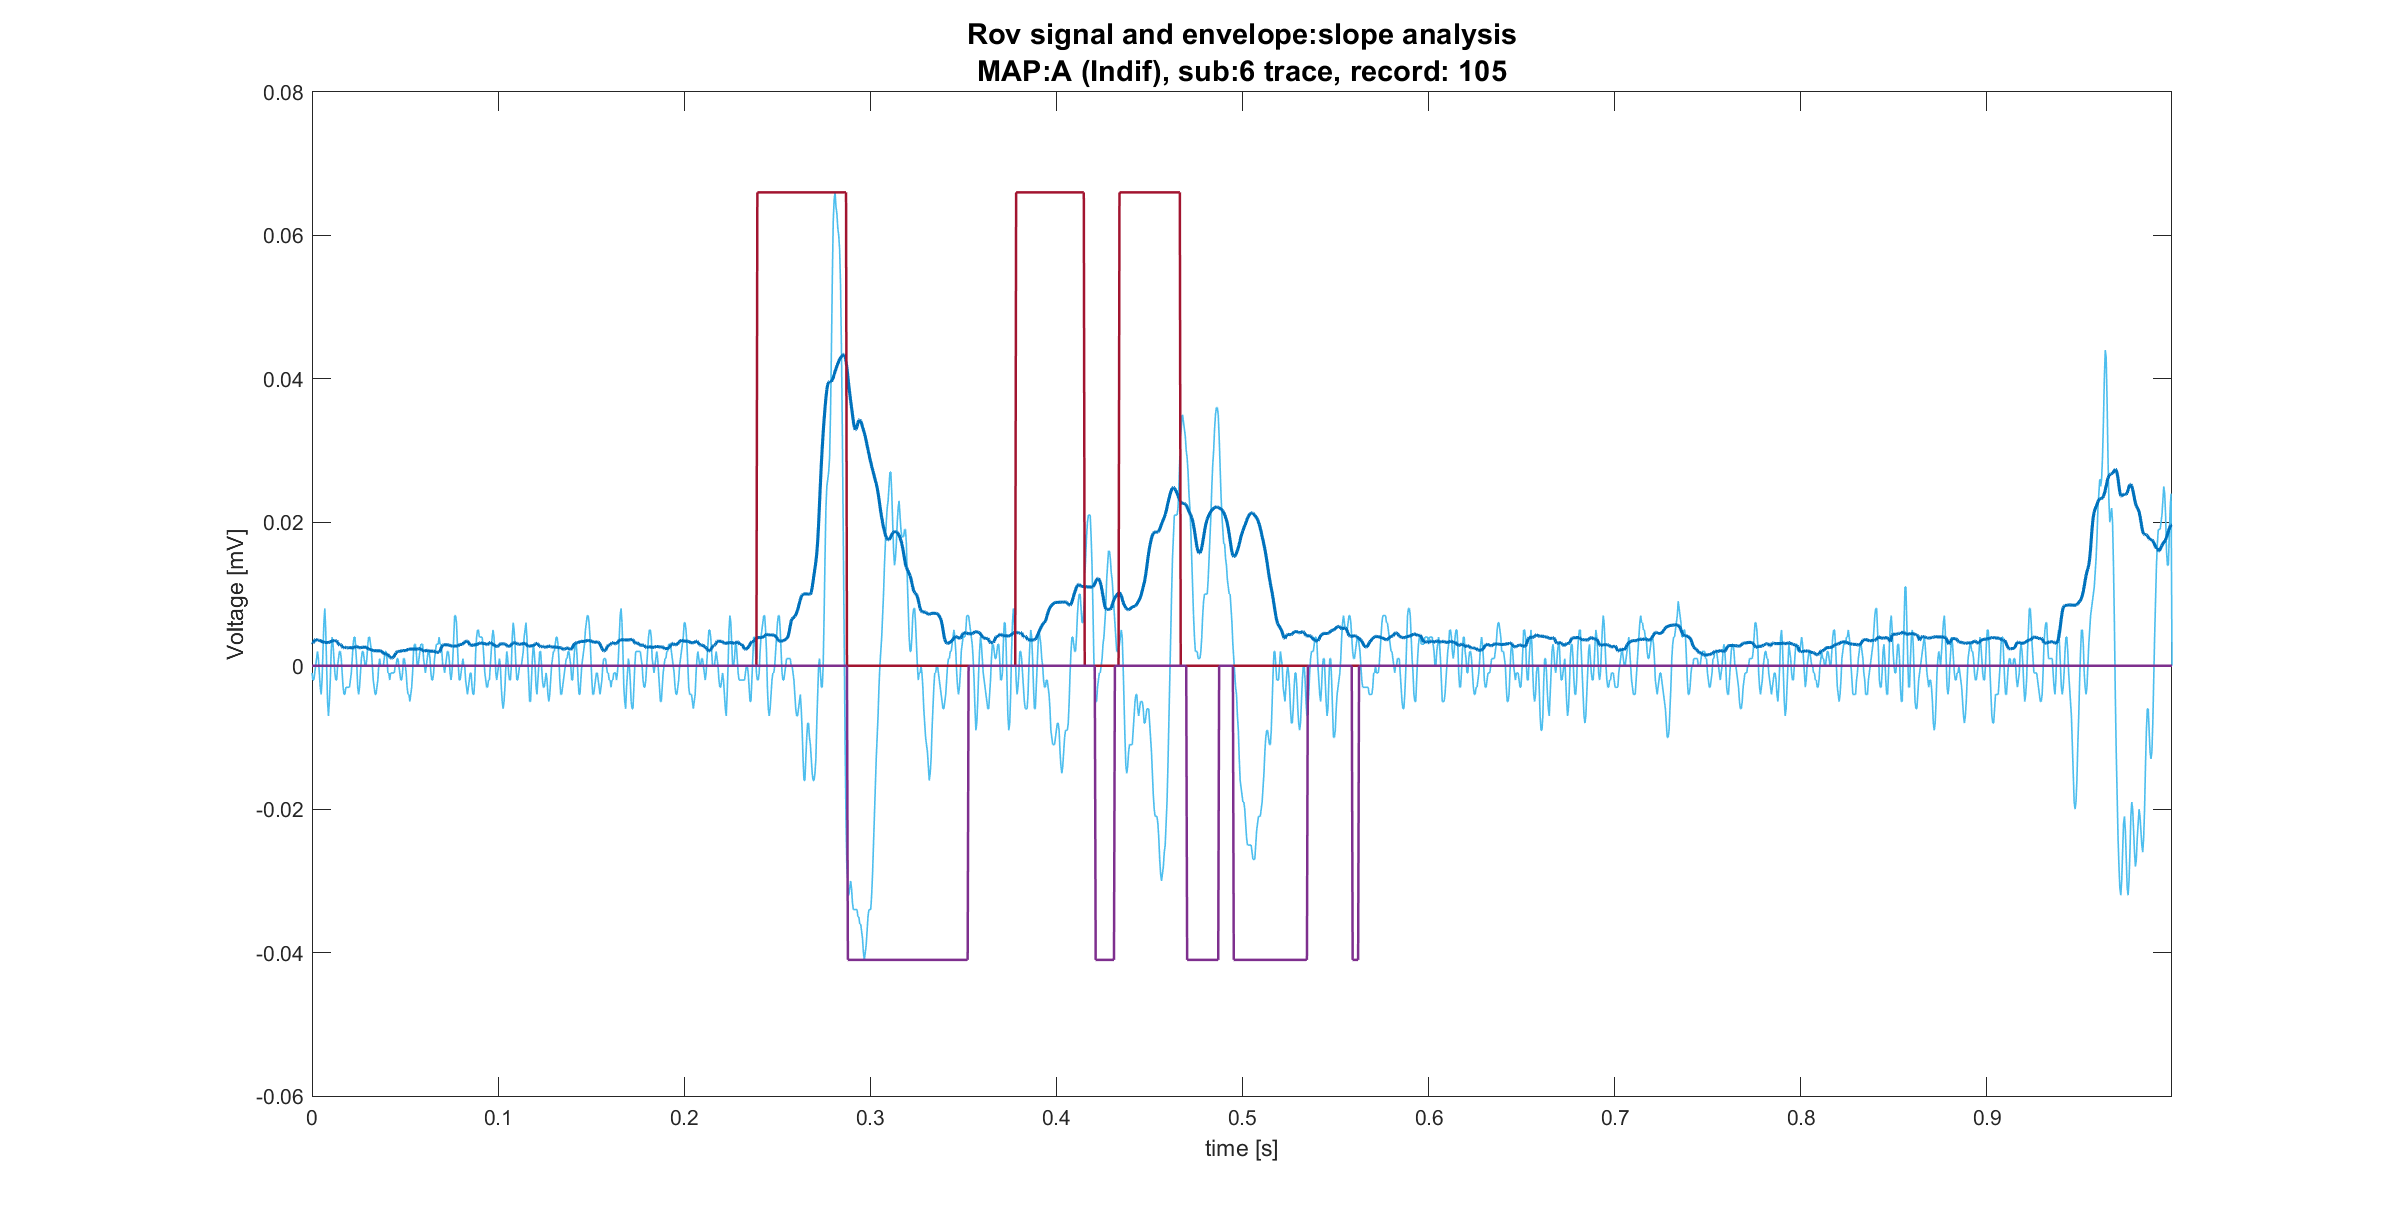 Rov signal and envelope:slope analysis
MAP:A (Indif), sub:6 trace, record: 105
0.08
0.06
0.04
0.02
0
-0.02
-0.04
-0.06
Voltage [mV]
0 0.1 0.2 0.3 0.4 0.5 0.6 0.7 0.8 0.9
time [s]